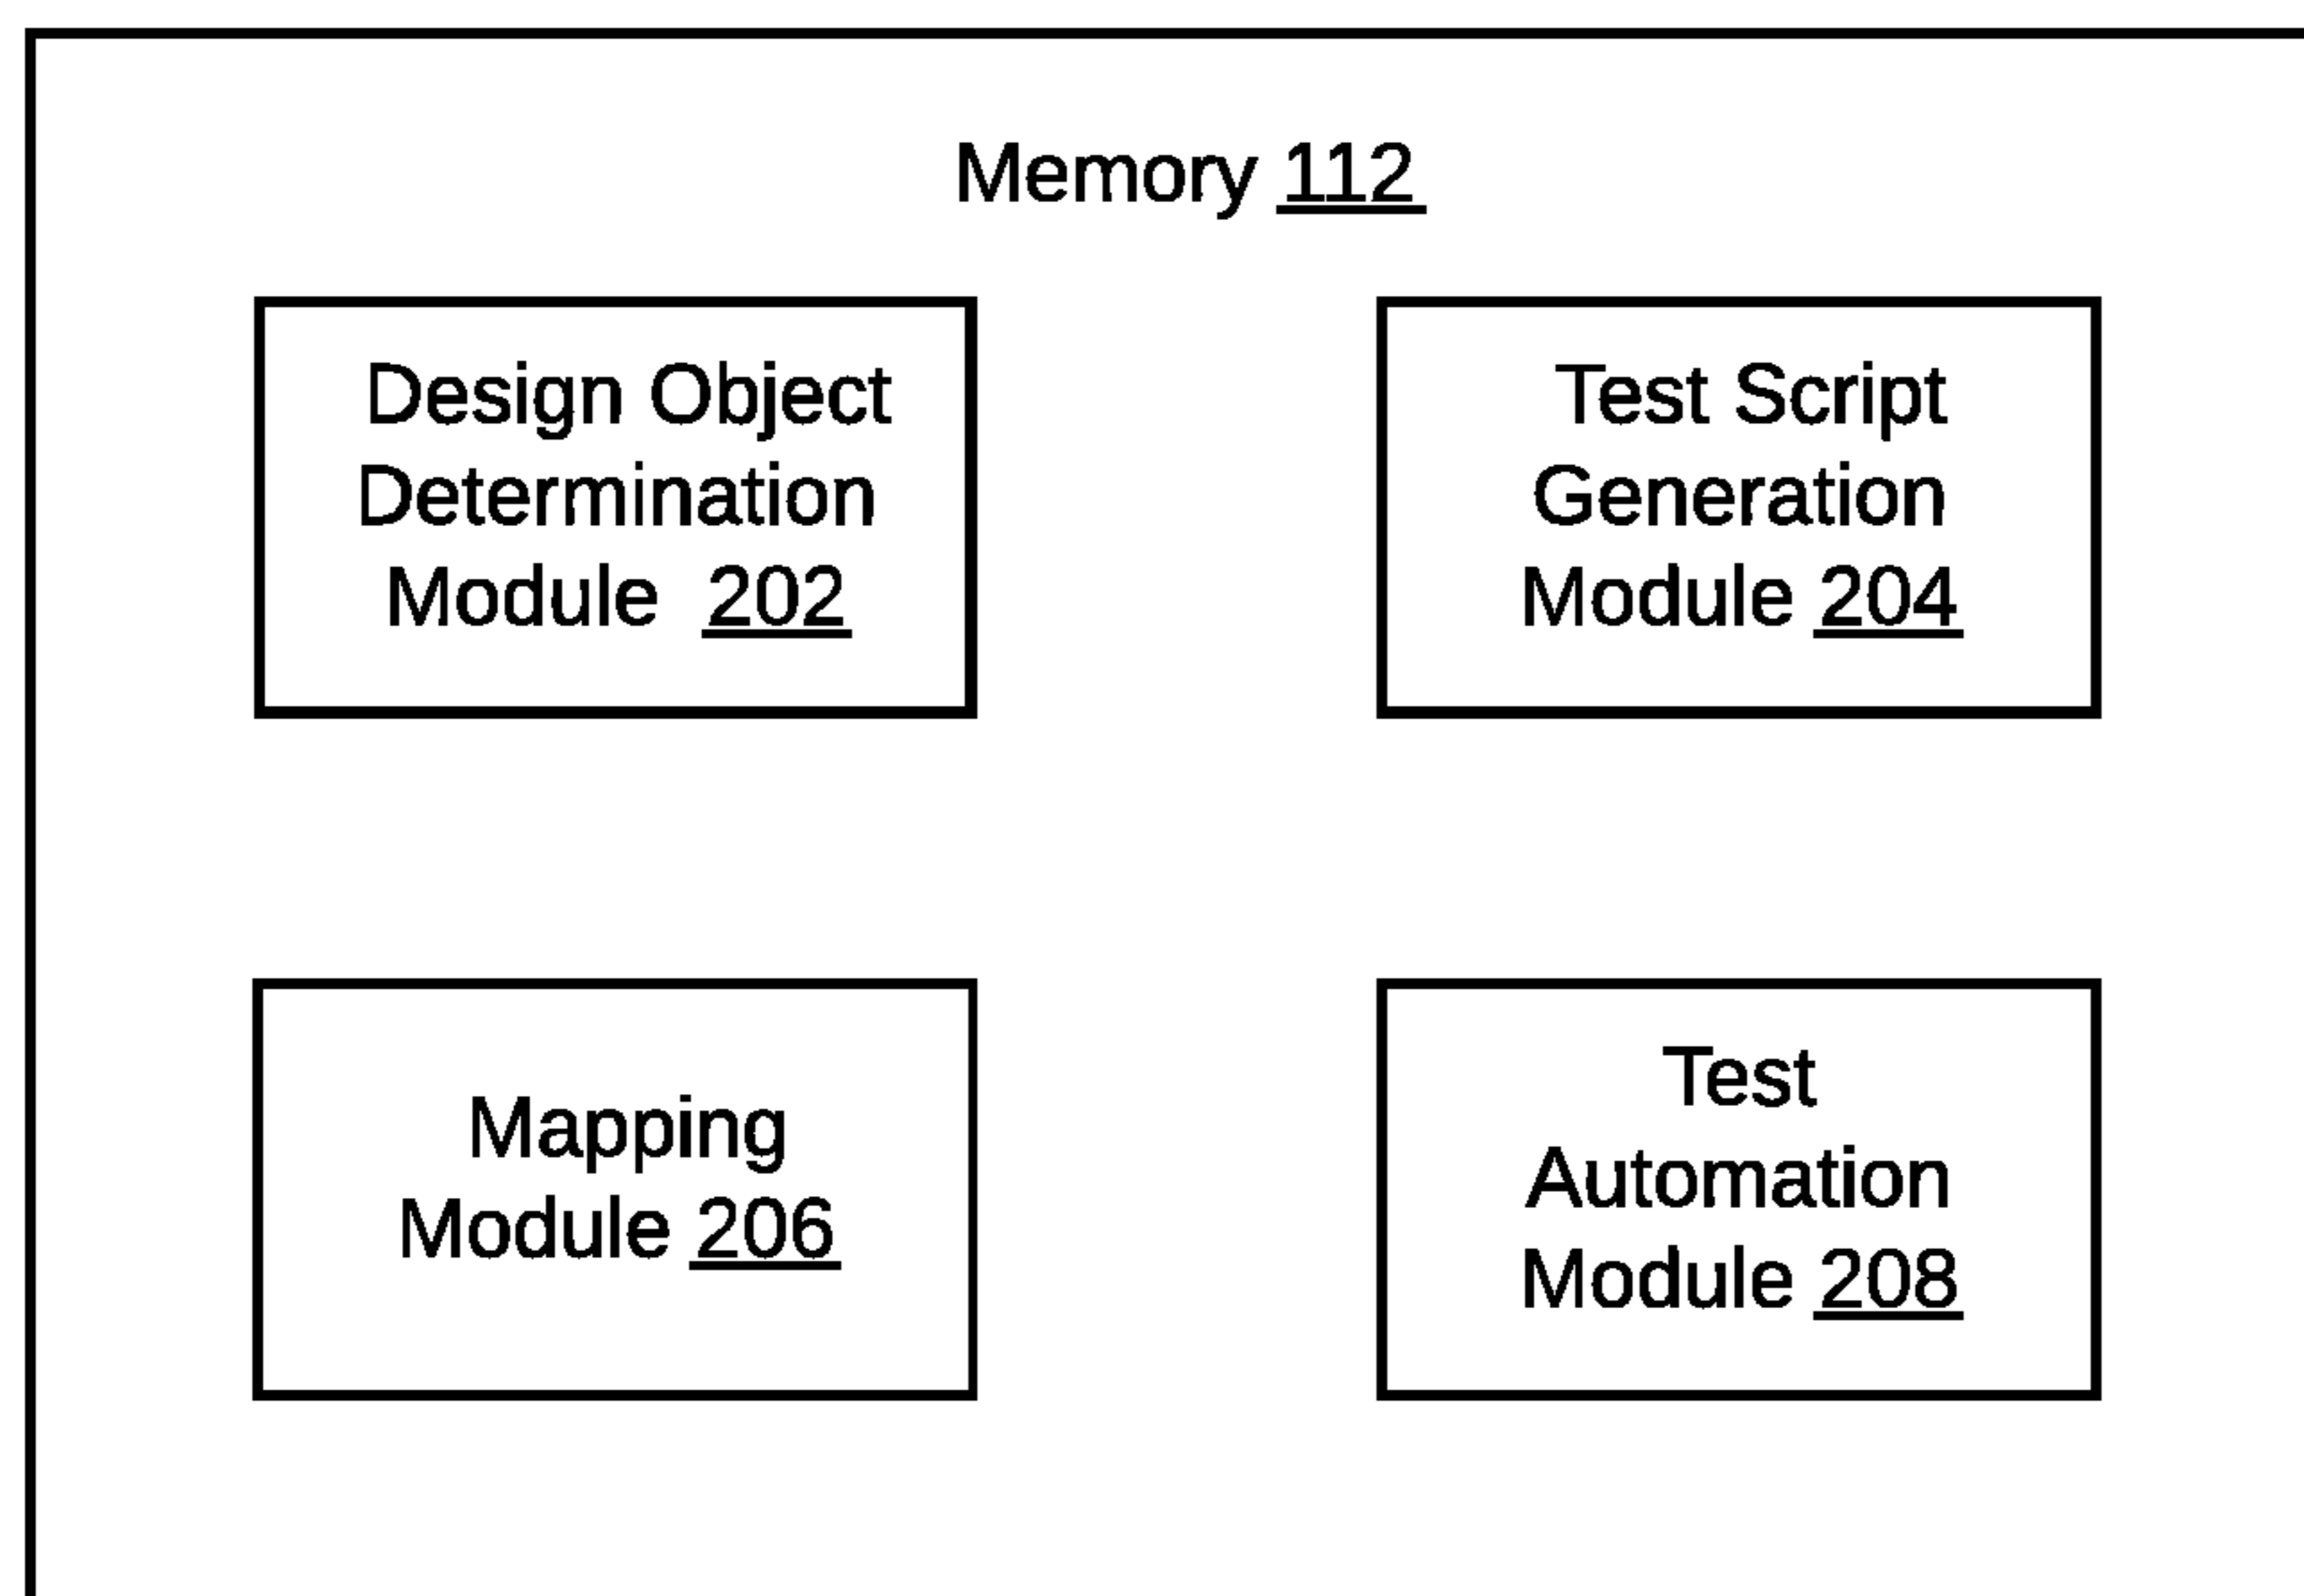 Memory 112
Design Object
Determination
Module 202
Test Script
Generation
Module 204
Mapping
Module 206
Test
Automation
Module 208